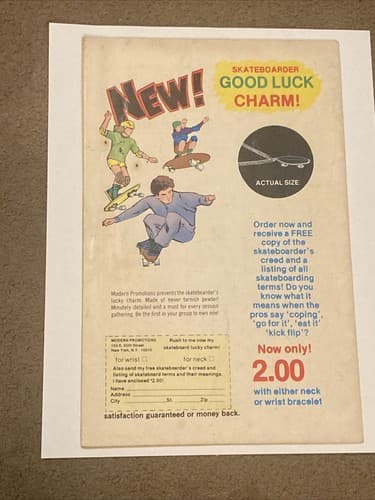 NEW!
SKATEBOARDER
GOOD LUCK
CHARM!
ACTUAL SIZE
Order now and
receive a FREE
copy of the
skateboarder's
creed and a
listing of all
skateboarding
terms! Do you
know what it
means when the
pros say 'coping',
'go for it', 'eat it'
'kick flip'?
Modern Promotions presents the skateboarder's
lucky charm. Made of never tarnish pewter!
Minutely detailed and a must for every session
gathering. Be the first in your group to own one!
Now only!
2.00
with either neck
or wrist bracelet
MODERN PROMOTIONS
Street
New York, N.Y. 10010
Rush to me now my
skateboard lucky charm
for wrist
for neck
Also send my free skateboarder's creed and
listing of skateboard terms and their meanings.
I have enclosed $2.00!
Name
Address
City St. Zip
satisfaction guaranteed or money back.